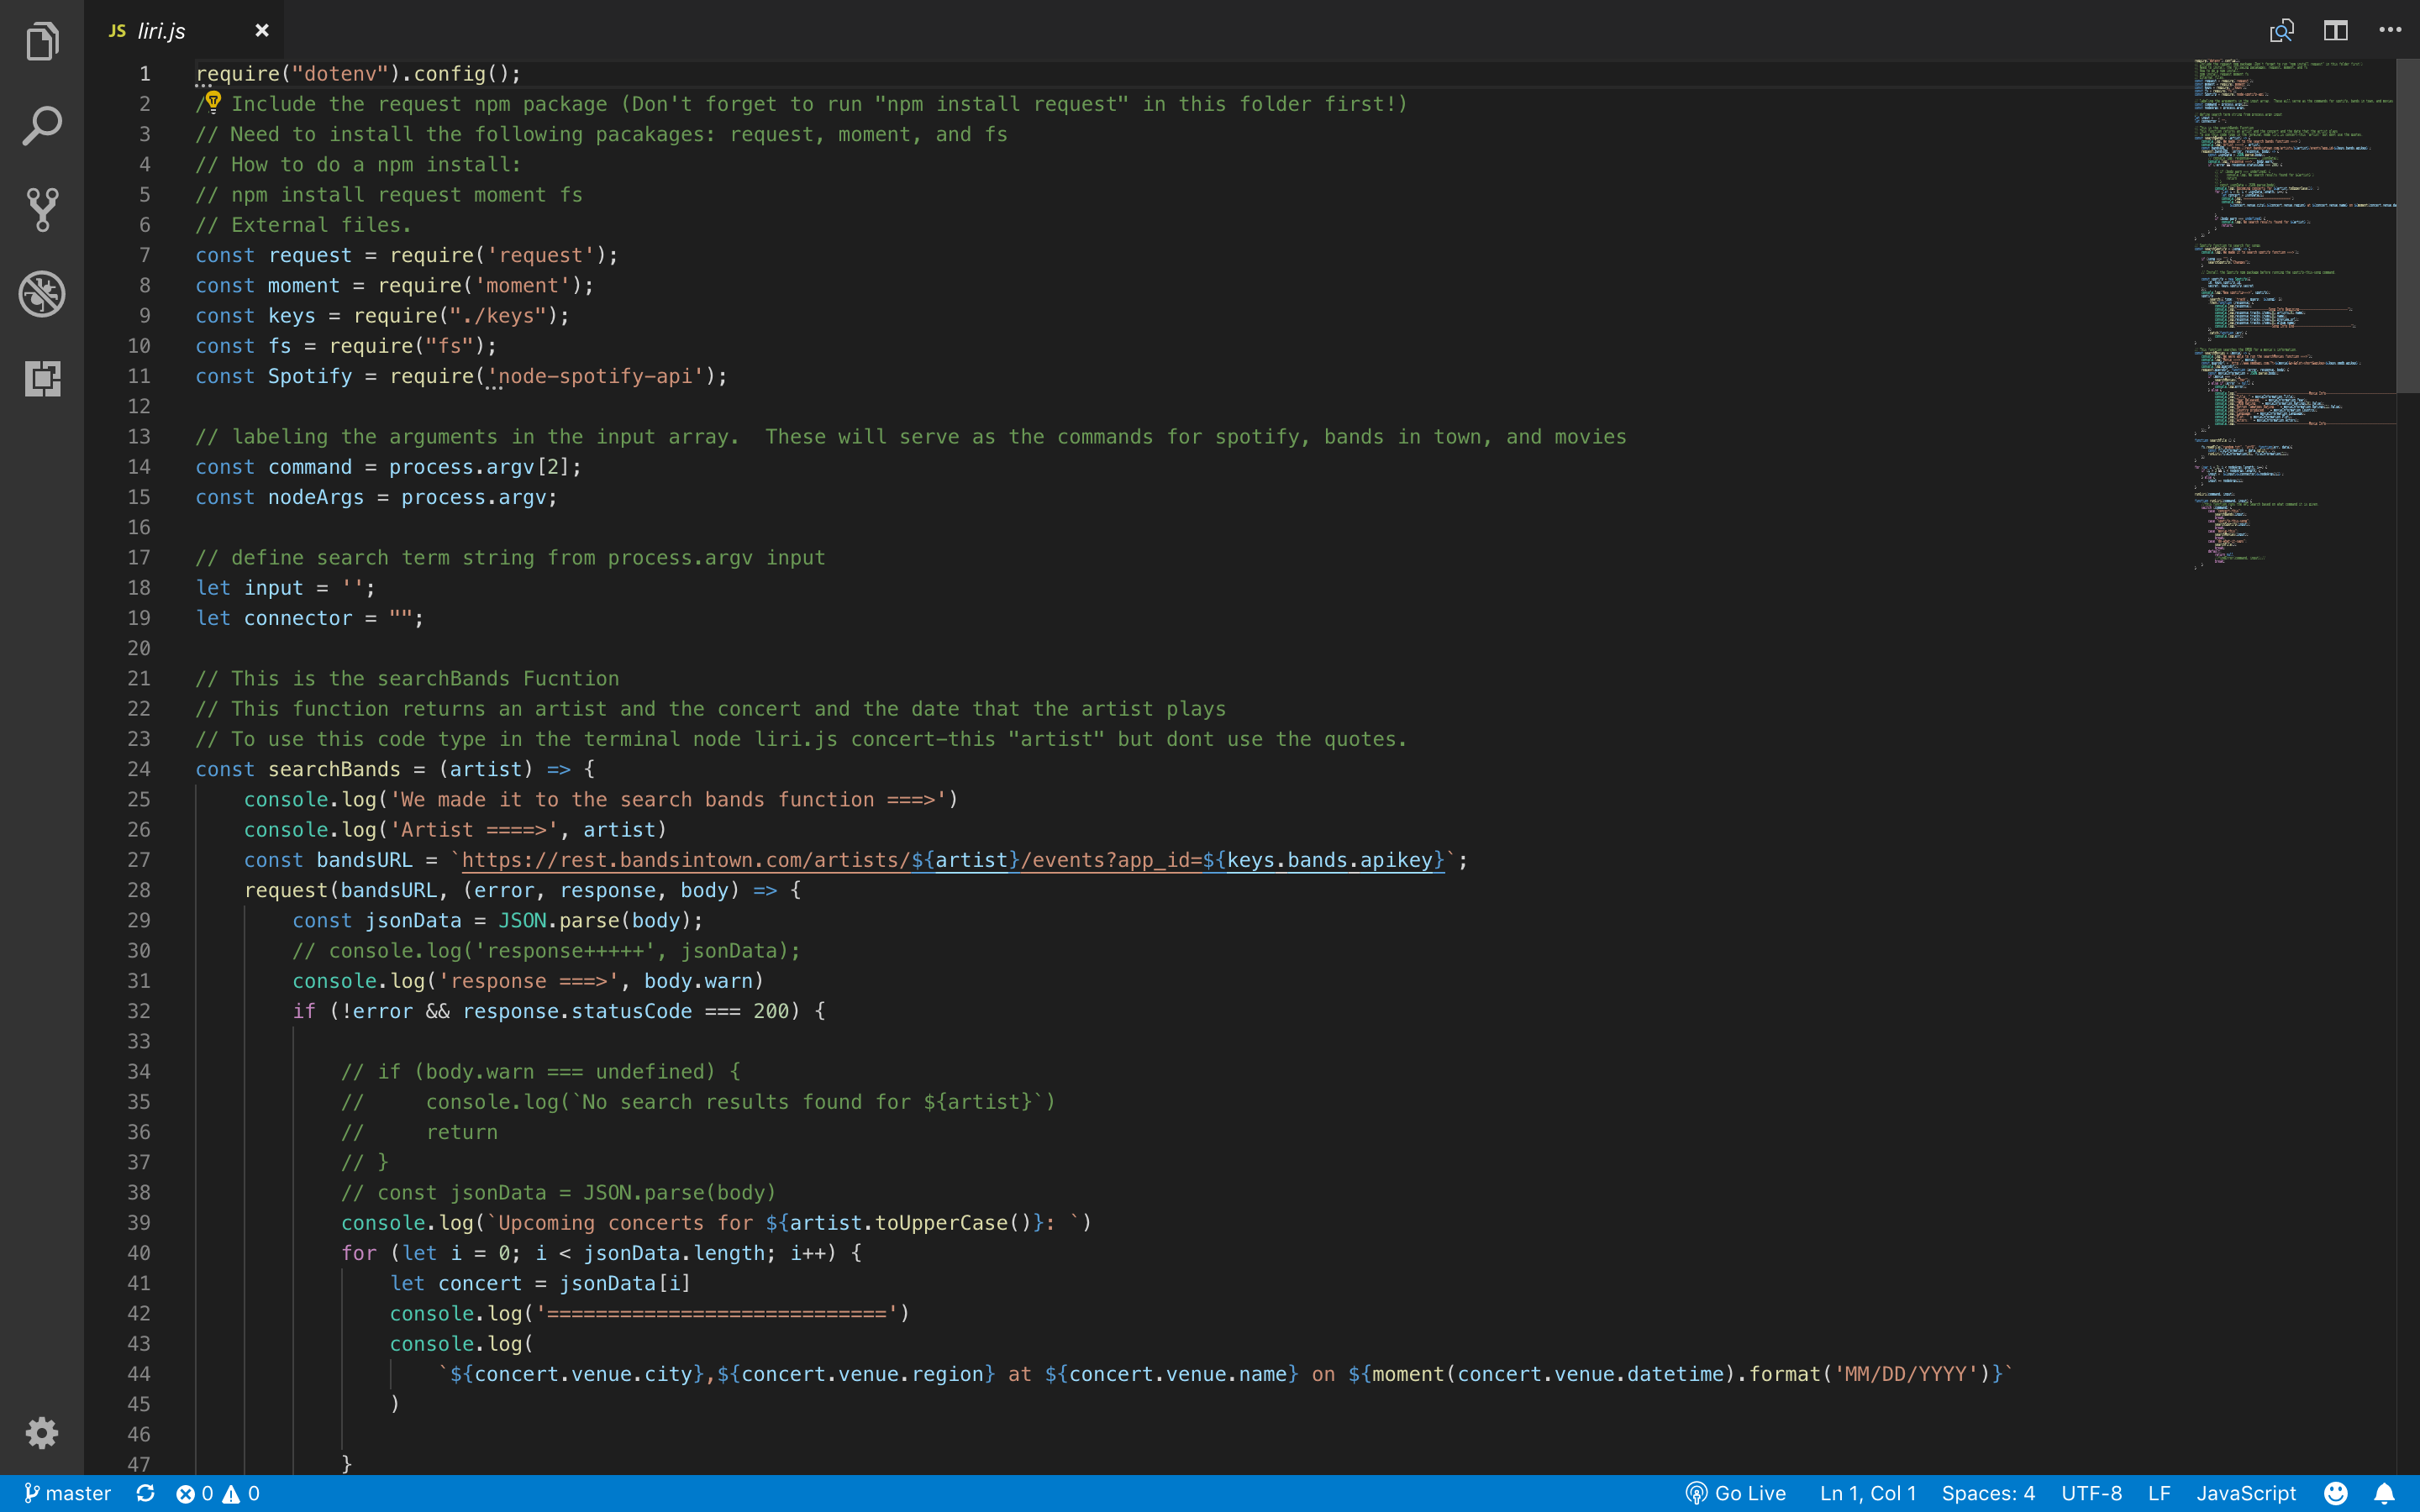 JS liri.js
1 require("dotenv").config();
2 / Include the request npm package (Don't forget to run "npm install request" in this folder first!)
3 // Need to install the following pacakages: request, moment, and fs
4 // How to do a npm install:
5 // npm install request moment fs
6 // External files.
7 const request = require('request');
8 const moment = require('moment');
9 const keys = require("./keys");
10 const fs = require("fs");
11 const Spotify = require('node-spotify-api');
12
13 // labeling the arguments in the input array.  These will serve as the commands for spotify, bands in town, and movies
14 const command = process.argv[2];
15 const nodeArgs = process.argv;
16
17 // define search term string from process.argv input
18 let input = '';
19 let connector = "";
20
21 // This is the searchBands Fucntion
22 // This function returns an artist and the concert and the date that the artist plays
23 // To use this code type in the terminal node liri.js concert-this "artist" but dont use the quotes.
24 const searchBands = (artist) => {
25     console.log('We made it to the search bands function ===>')
26     console.log('Artist ====>', artist)
27     const bandsURL = `https://rest.bandsintown.com/artists/${artist}/events?app_id=${keys.bands.apikey}`;
28     request(bandsURL, (error, response, body) => {
29         const jsonData = JSON.parse(body);
30         // console.log('response+++++', jsonData);
31         console.log('response ===>', body.warn)
32         if (!error && response.statusCode === 200) {
33
34             // if (body.warn === undefined) {
35             //     console.log(`No search results found for ${artist}`)
36             //     return
37             // }
38             // const jsonData = JSON.parse(body)
39             console.log(`Upcoming concerts for ${artist.toUpperCase()}: `)
40             for (let i = 0; i < jsonData.length; i++) {
41                 let concert = jsonData[i]
42                 console.log('============================')
43                 console.log(
44                     `${concert.venue.city},${concert.venue.region} at ${concert.venue.name} on ${moment(concert.venue.datetime).format('MM/DD/YYYY')}`
45                 )
46
47             }
master 0 0 Go Live Ln 1, Col 1 Spaces: 4 UTF-8 LF JavaScript